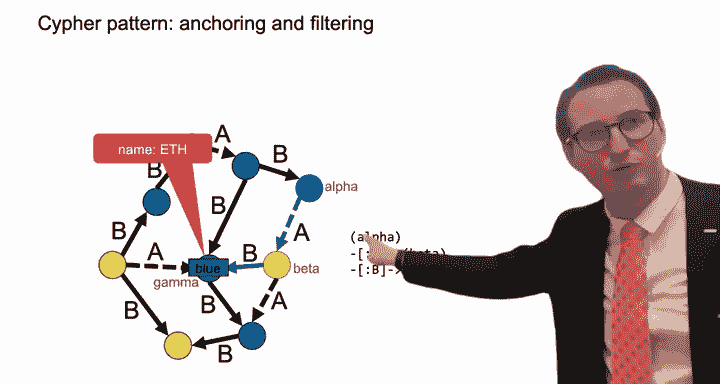 Cypher pattern: anchoring and filtering
A
name: ETH
B
B
alpha
B
B
A
(alpha)
A
B
-[:
blue
beta
gamma
-[:B]->
B
B
A
B